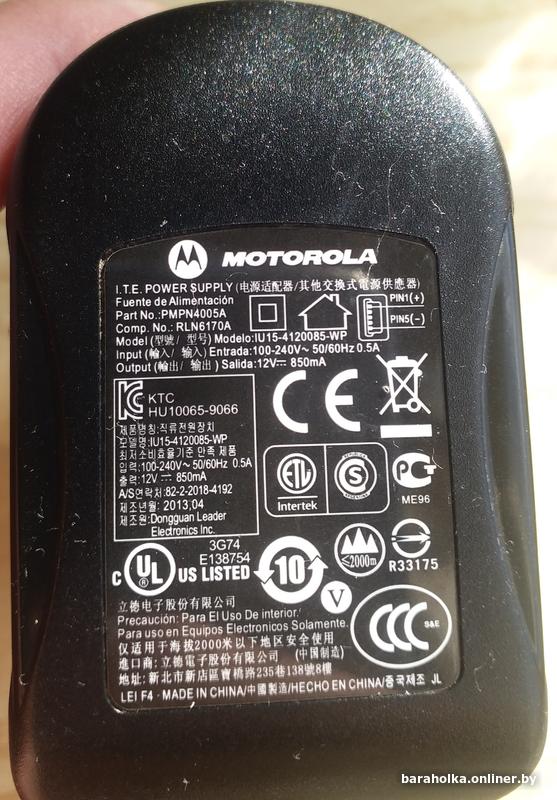 MOTOROLA
I.T.E. POWER SUPPLY (电源适配器/其他交換式電源供應器)
Fuente de Alimentación
Part No.:PMPN4005A
Comp. No.: RLN6170A
PIN1(+)
PIN5(-)
Model (型號/ 型号) Modelo:IU15-4120085-WP
Input (輸入/ 输入) Entrada:100-240V~ 50/60Hz 0.5A
Output (輸出/ 输出) Salida:12V⎓ 850mA
KTC
HU10065-9066
제품명칭:직류전원장치
모델명:IU15-4120085-WP
최저소비효율기준 만족 제품
입력:100-240V~ 50/60Hz 0.5A
출력:12V⎓ 850mA
A/S연락처:82-2-2018-4192
제조년월: 2013,04
제조원:Dongguan Leader
Electronics Inc.
CE
ETL
Intertek
S
REPUBLICA
ARGENTINA
ME96
3G74
E138754
C UL US LISTED
10
≤2000m
R33175
V
CCC
S&E
立德电子股份有限公司
Precaución: Para El Uso De Interior.
Para uso en Equipos Electronicos Solamente.
仅适用于海拔2000米以下地区安全使用
進口商: 立德電子股份有限公司 (中国制造)
地址: 新北市新店區寶橋路235巷138號8樓
LEI F4 · MADE IN CHINA/中國製造/HECHO EN CHINA/중국제조 JL
baraholka.onliner.by